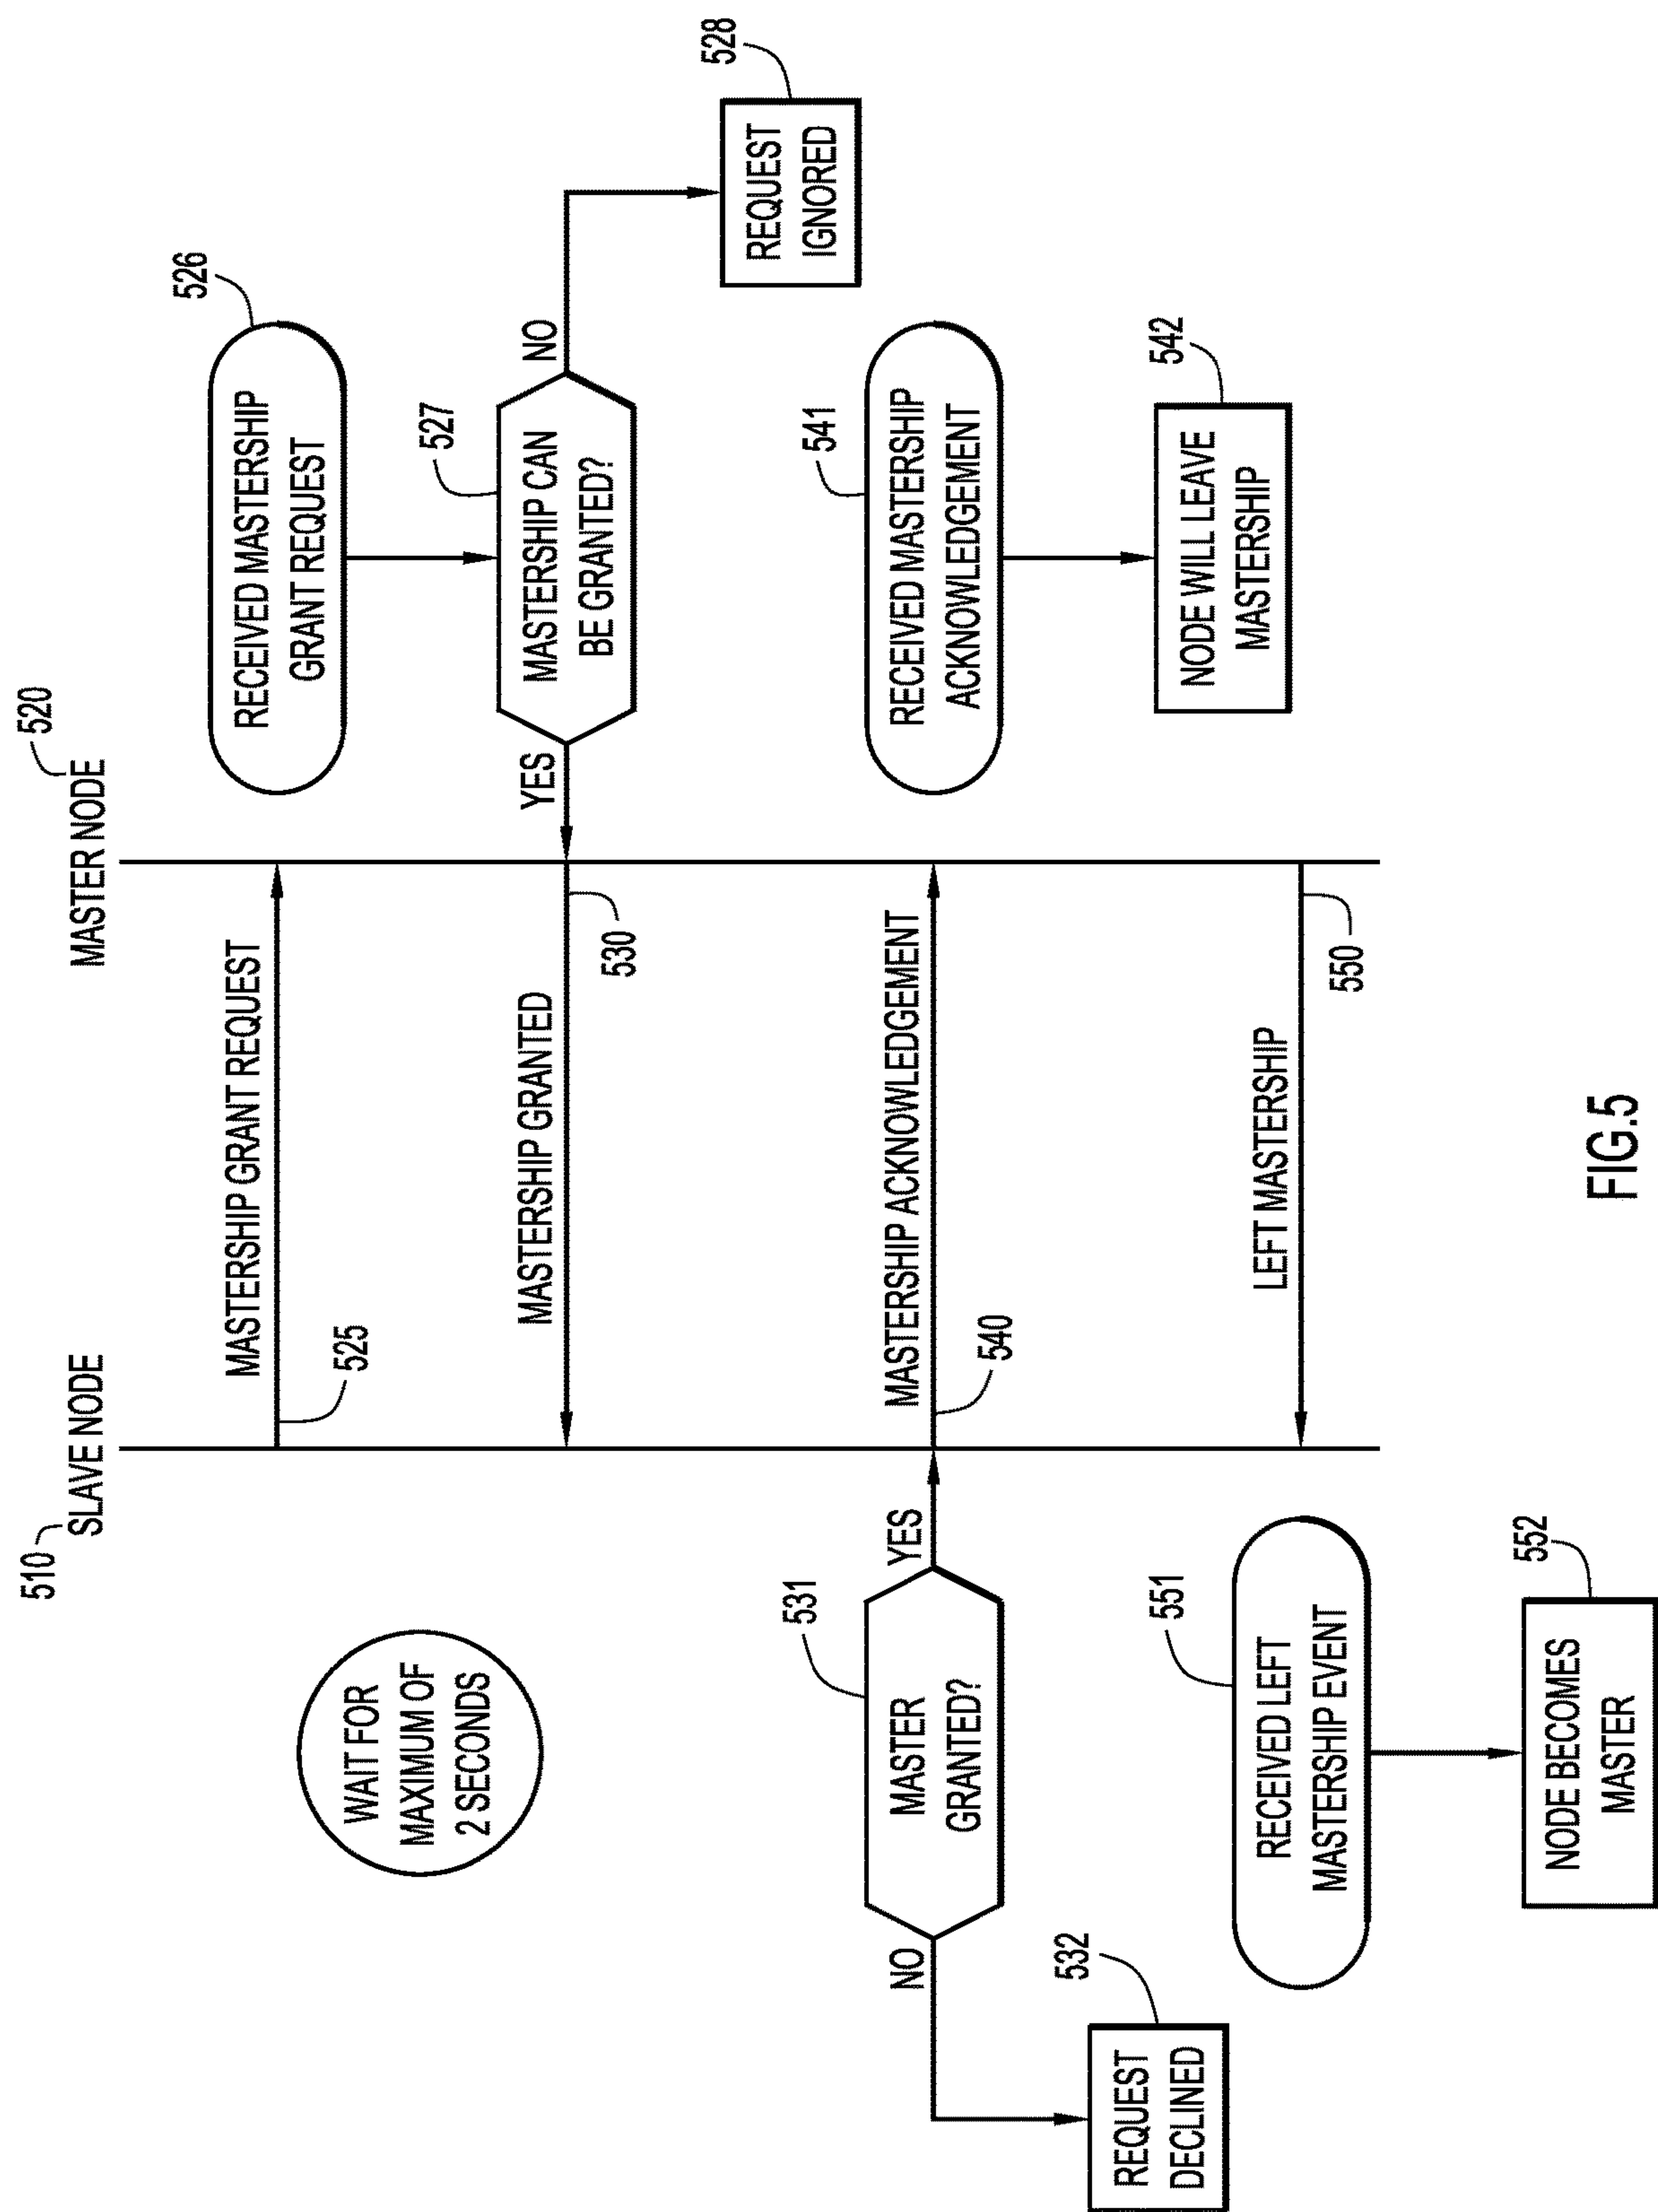 510
SLAVE NODE
520
MASTER NODE
MASTERSHIP GRANT REQUEST
525
526
RECEIVED MASTERSHIP
GRANT REQUEST
WAIT FOR
MAXIMUM OF
2 SECONDS
527
MASTERSHIP CAN
BE GRANTED?
YES
NO
MASTERSHIP GRANTED
530
528
REQUEST
IGNORED
531
MASTER
GRANTED?
NO
YES
532
REQUEST
DECLINED
MASTERSHIP ACKNOWLEDGEMENT
540
541
RECEIVED MASTERSHIP
ACKNOWLEDGEMENT
542
NODE WILL LEAVE
MASTERSHIP
LEFT MASTERSHIP
550
551
RECEIVED LEFT
MASTERSHIP EVENT
552
NODE BECOMES
MASTER
FIG.5